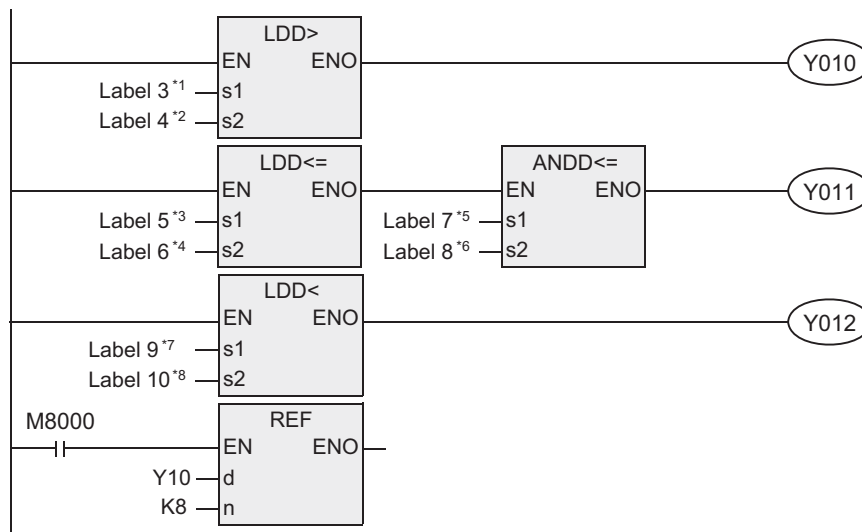 LDD>
EN ENO
Y010
Label 3 *1 s1
Label 4 *2 s2
LDD<= ANDD<=
EN ENO EN ENO
Y011
Label 5 *3 s1 Label 7 *5 s1
Label 6 *4 s2 Label 8 *6 s2
LDD<
EN ENO
Y012
Label 9 *7 s1
Label 10 *8 s2
M8000 REF
EN ENO
Y10 d
K8 n